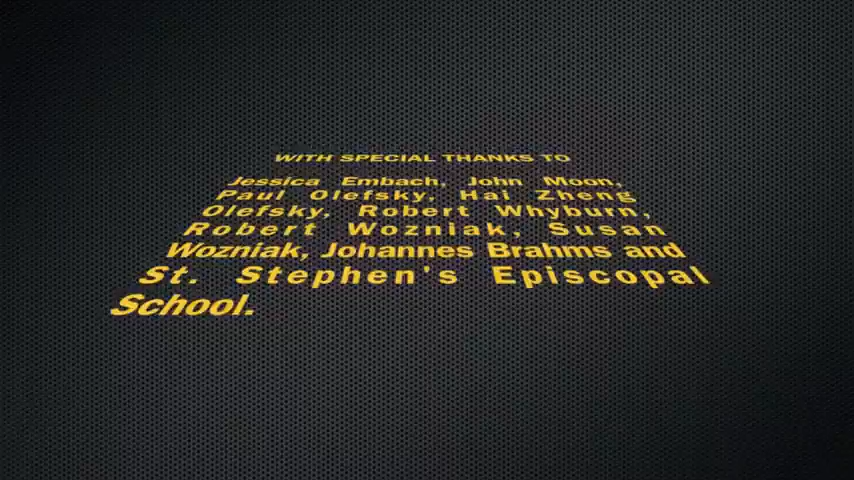 WITH SPECIAL THANKS TO
Jessica Embach, John Moon,
Paul Olefsky, Hai Zheng
Olefsky, Robert Whyburn,
Robert Wozniak, Susan
Wozniak, Johannes Brahms and
St. Stephen's Episcopal
School.